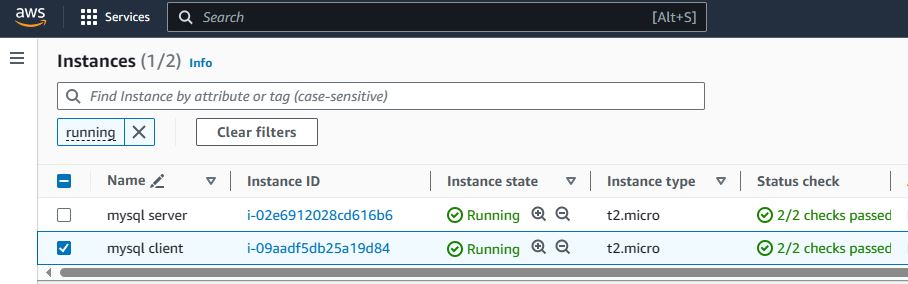 aws Services Search [Alt+S]
Instances (1/2) Info
Find Instance by attribute or tag (case-sensitive)
running Clear filters
Name Instance ID Instance state Instance type Status check
mysql server i-02e6912028cd616b6 Running t2.micro 2/2 checks passed
mysql client i-09aadf5db25a19d84 Running t2.micro 2/2 checks passed